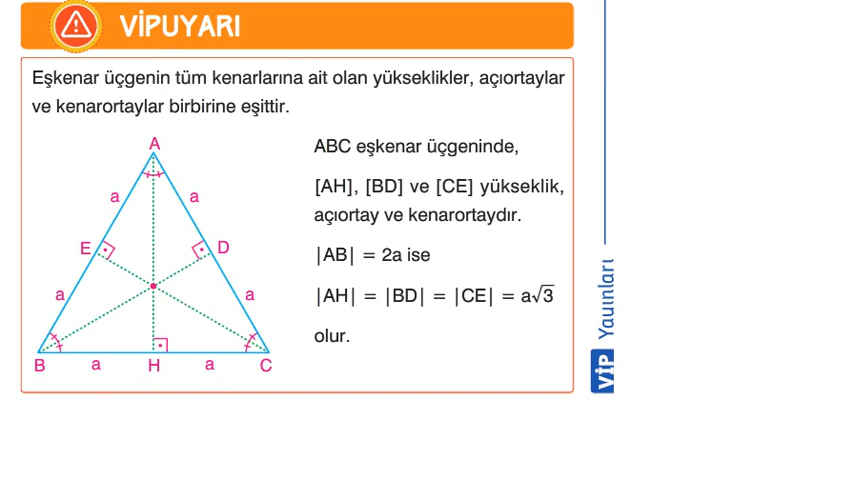 VİPUYARI
Eşkenar üçgenin tüm kenarlarına ait olan yükseklikler, açıortaylar
ve kenarortaylar birbirine eşittir.
A
a
a
E
D
a
a
B
a
H
a
C
ABC eşkenar üçgeninde,
[AH], [BD] ve [CE] yükseklik,
açıortay ve kenarortaydır.
|AB| = 2a ise
|AH| = |BD| = |CE| = a√3
olur.
VİP Yayınları